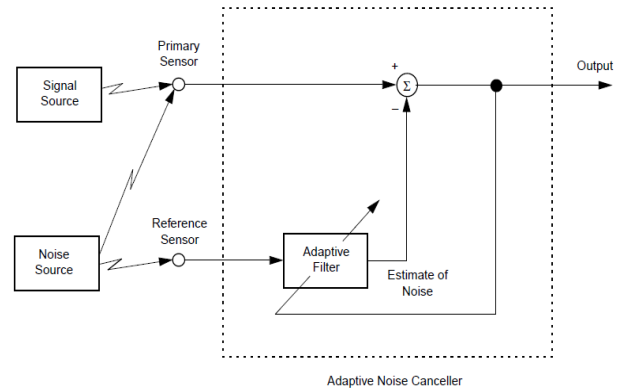 Primary
Sensor
Signal
Source
+
Σ
−
Output
Reference
Sensor
Noise
Source
Adaptive
Filter
Estimate of
Noise
Adaptive Noise Canceller